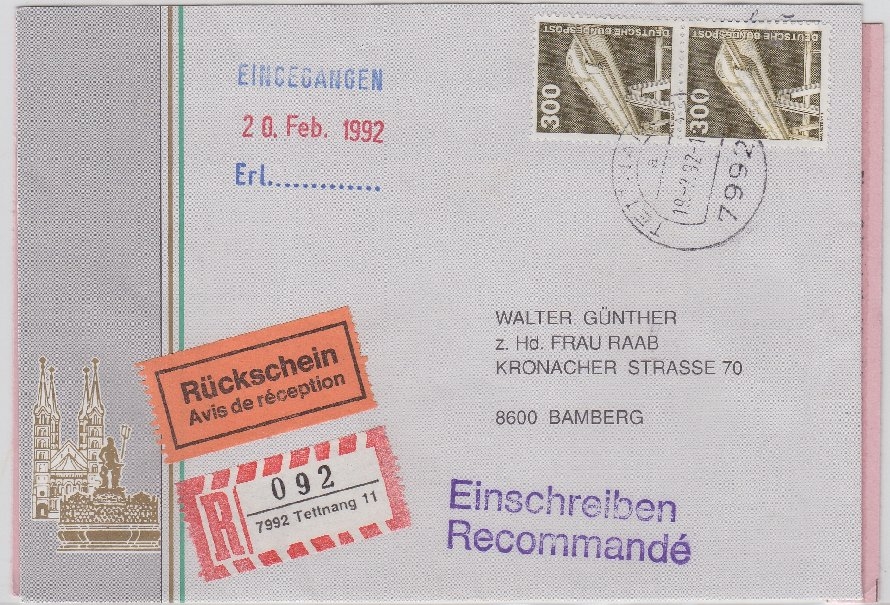 DEUTSCHE BUNDESPOST
300
DEUTSCHE BUNDESPOST
300
EINGEGANGEN
20. Feb. 1992
Erl.............
7992
WALTER GÜNTHER
z. Hd. FRAU RAAB
KRONACHER STRASSE 70
8600 BAMBERG
Rückschein
Avis de réception
R
092
7992 Tettnang 11
Einschreiben
Recommandé